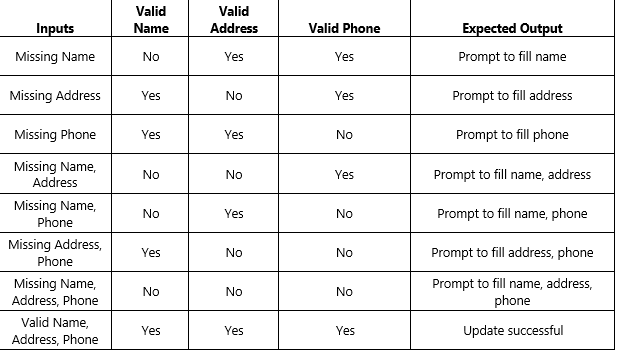 Inputs Valid Name Valid Address Valid Phone Expected Output
Missing Name No Yes Yes Prompt to fill name
Missing Address Yes No Yes Prompt to fill address
Missing Phone Yes Yes No Prompt to fill phone
Missing Name, Address No No Yes Prompt to fill name, address
Missing Name, Phone No Yes No Prompt to fill name, phone
Missing Address, Phone Yes No No Prompt to fill address, phone
Missing Name, Address, Phone No No No Prompt to fill name, address, phone
Valid Name, Address, Phone Yes Yes Yes Update successful